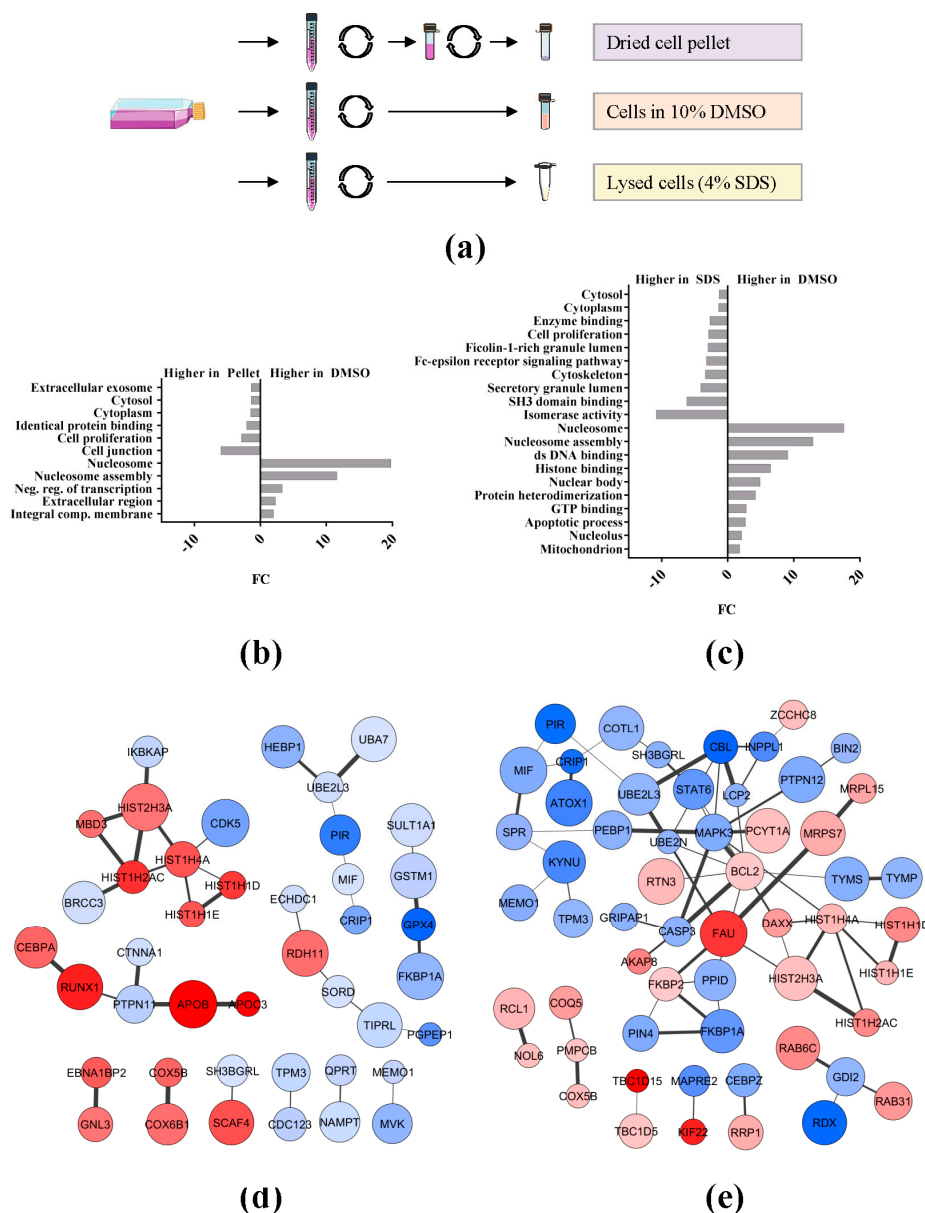 Dried cell pellet
Cells in 10% DMSO
Lysed cells (4% SDS)
(a)
Higher in Pellet
Higher in DMSO
Extracellular exosome
Cytosol
Cytoplasm
Identical protein binding
Cell proliferation
Cell junction
Nucleosome
Nucleosome assembly
Neg. reg. of transcription
Extracellular region
Integral comp. membrane
-10
0
10
20
FC
(b)
Higher in SDS
Higher in DMSO
Cytosol
Cytoplasm
Enzyme binding
Cell proliferation
Ficolin-1-rich granule lumen
Fc-epsilon receptor signaling pathway
Cytoskeleton
Secretory granule lumen
SH3 domain binding
Isomerase activity
Nucleosome
Nucleosome assembly
ds DNA binding
Histone binding
Nuclear body
Protein heterodimerization
GTP binding
Apoptotic process
Nucleolus
Mitochondrion
-10
0
10
20
FC
(c)
IKBKAP
HIST2H3A
MBD3
CDK5
HIST1H4A
HIST1H2AC
HIST1H1D
BRCC3
HIST1H1E
CEBPA
CTNNA1
RUNX1
PTPN11
APOB
APOC3
HEBP1
UBA7
UBE2L3
PIR
SULT1A1
MIF
GSTM1
ECHDC1
CRIP1
GPX4
RDH11
FKBP1A
SORD
TIPRL
PGPEP1
EBNA1BP2
COX5B
SH3BGRL
TPM3
QPRT
MEMO1
GNL3
COX6B1
SCAF4
CDC123
NAMPT
MVK
(d)
PIR
COTL1
ZCCHC8
CBL
INPPL1
BIN2
MIF
CRIP1
SH3BGRL
ATOX1
UBE2L3
STAT6
LCP2
PTPN12
MRPL15
SPR
PEBP1
UBE2N
MAPK3
PCYT1A
MRPS7
KYNU
RTN3
BCL2
TYMS
TYMP
MEMO1
TPM3
GRIPAP1
CASP3
FAU
DAXX
HIST1H4A
HIST1H1D
AKAP8
FKBP2
PPID
HIST2H3A
HIST1H1E
RCL1
COQ5
PIN4
FKBP1A
HIST1H2AC
NOL6
PMPCB
RAB6C
COX5B
TBC1D15
MAPRE2
CEBPZ
GDI2
RAB31
TBC1D5
KIF22
RRP1
RDX
(e)